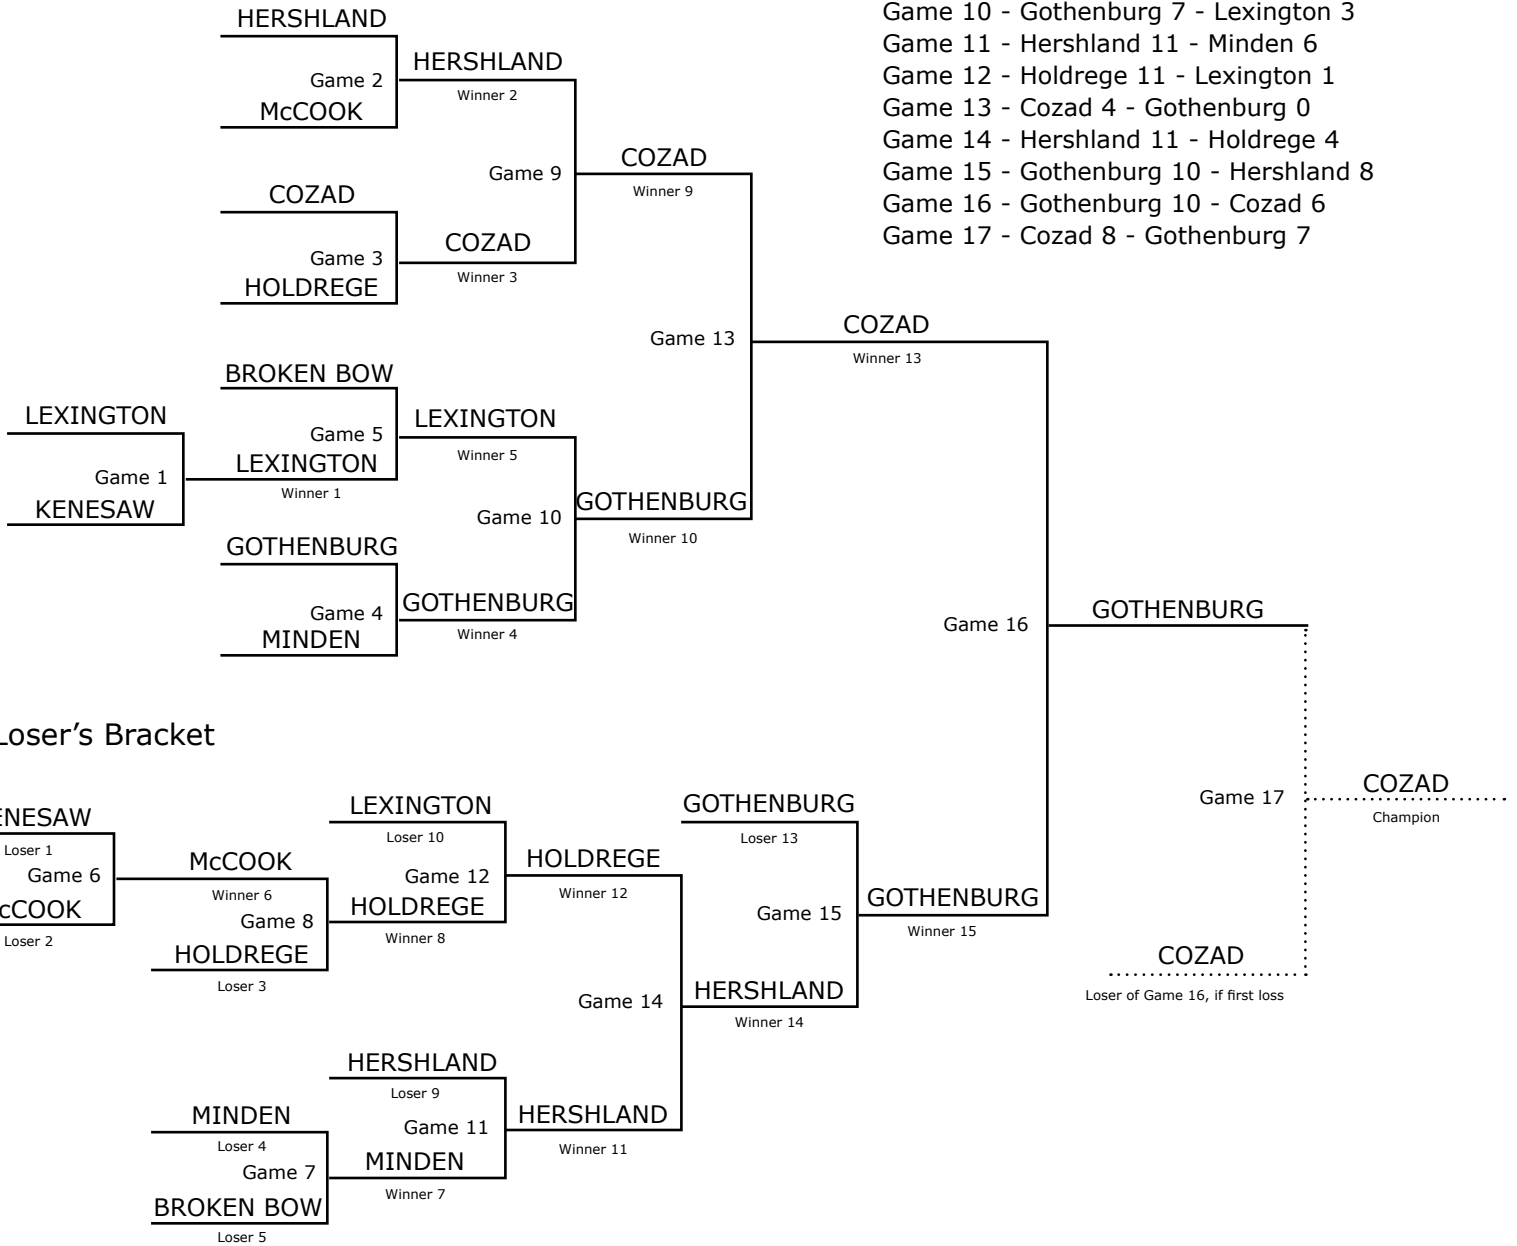 HERSHLAND
Game 2
McCOOK
HERSHLAND
Winner 2
Game 9
COZAD
Game 3
HOLDREGE
COZAD
Winner 3
COZAD
Winner 9
Game 10 - Gothenburg 7 - Lexington 3
Game 11 - Hershland 11 - Minden 6
Game 12 - Holdrege 11 - Lexington 1
Game 13 - Cozad 4 - Gothenburg 0
Game 14 - Hershland 11 - Holdrege 4
Game 15 - Gothenburg 10 - Hershland 8
Game 16 - Gothenburg 10 - Cozad 6
Game 17 - Cozad 8 - Gothenburg 7
Game 13
COZAD
Winner 13
BROKEN BOW
LEXINGTON
Game 5
LEXINGTON
Winner 5
Game 1
LEXINGTON
Winner 1
KENESAW
Game 10
GOTHENBURG
Winner 10
GOTHENBURG
Game 4
MINDEN
GOTHENBURG
Winner 4
Game 16
GOTHENBURG
Loser's Bracket
ENESAW
Loser 1
Game 6
cCOOK
Loser 2
McCOOK
Winner 6
Game 8
HOLDREGE
Loser 3
LEXINGTON
Loser 10
Game 12
HOLDREGE
Winner 8
HOLDREGE
Winner 12
GOTHENBURG
Loser 13
Game 15
GOTHENBURG
Winner 15
Game 14
HERSHLAND
Winner 14
Game 17
COZAD
Champion
COZAD
Loser of Game 16, if first loss
HERSHLAND
Loser 9
Game 11
MINDEN
Loser 4
Game 7
BROKEN BOW
Loser 5
MINDEN
Winner 7
HERSHLAND
Winner 11